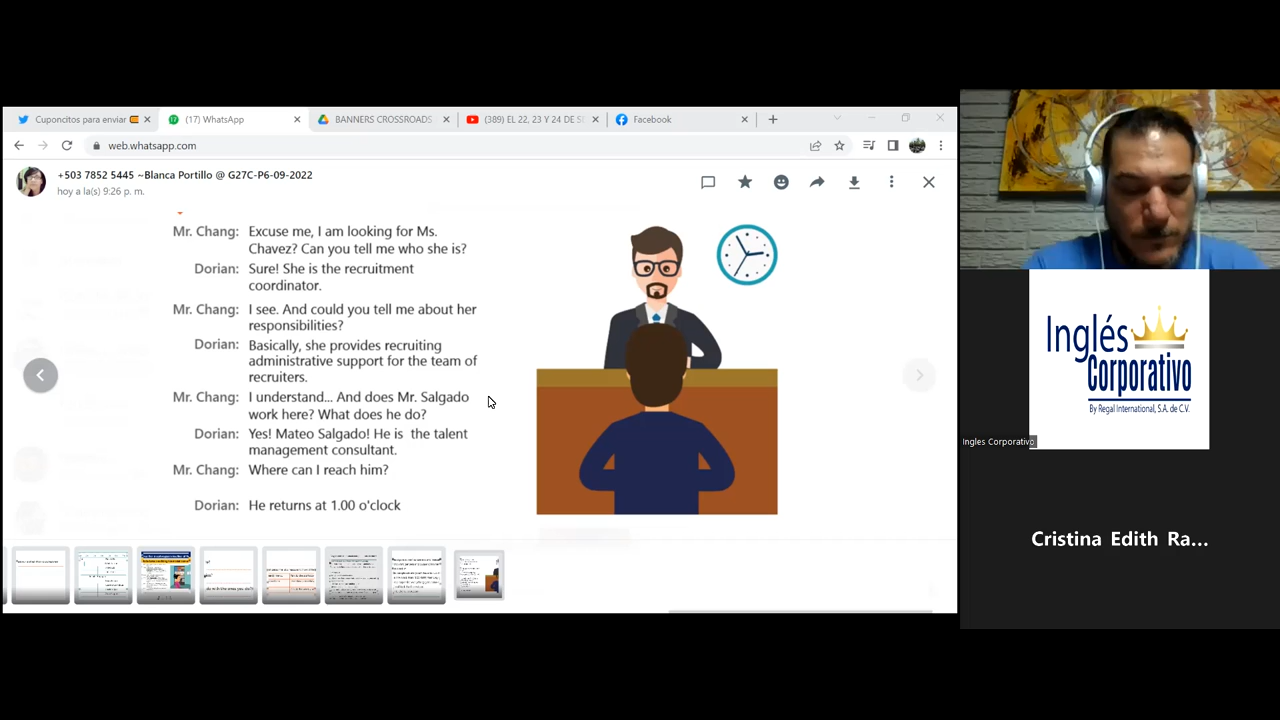 Cuponcitos para enviar
(17) WhatsApp
BANNERS CROSSROADS
(389) EL 22, 23 Y 24 DE S
Facebook
web.whatsapp.com
+503 7852 5445 ~Blanca Portillo @ G27C-P6-09-2022
hoy a la(s) 9:26 p. m.
Mr. Chang: Excuse me, I am looking for Ms.
Chavez? Can you tell me who she is?
Dorian: Sure! She is the recruitment
coordinator.
Mr. Chang: I see. And could you tell me about her
responsibilities?
Dorian: Basically, she provides recruiting
administrative support for the team of
recruiters.
Mr. Chang: I understand... And does Mr. Salgado
work here? What does he do?
Dorian: Yes! Mateo Salgado! He is the talent
management consultant.
Mr. Chang: Where can I reach him?
Dorian: He returns at 1.00 o'clock
Inglés
Corporativo
By Regal International, S.A. de C.V.
Ingles Corporativo
Cristina Edith Ra...